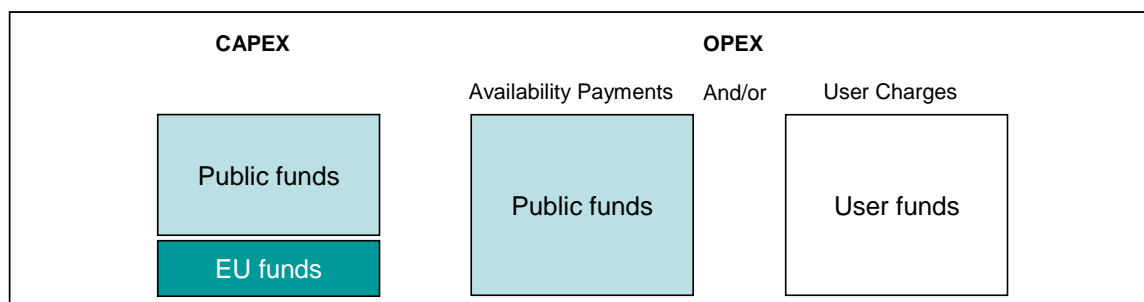 CAPEX
OPEX
Availability Payments
And/or
User Charges
Public funds
EU funds
Public funds
User funds